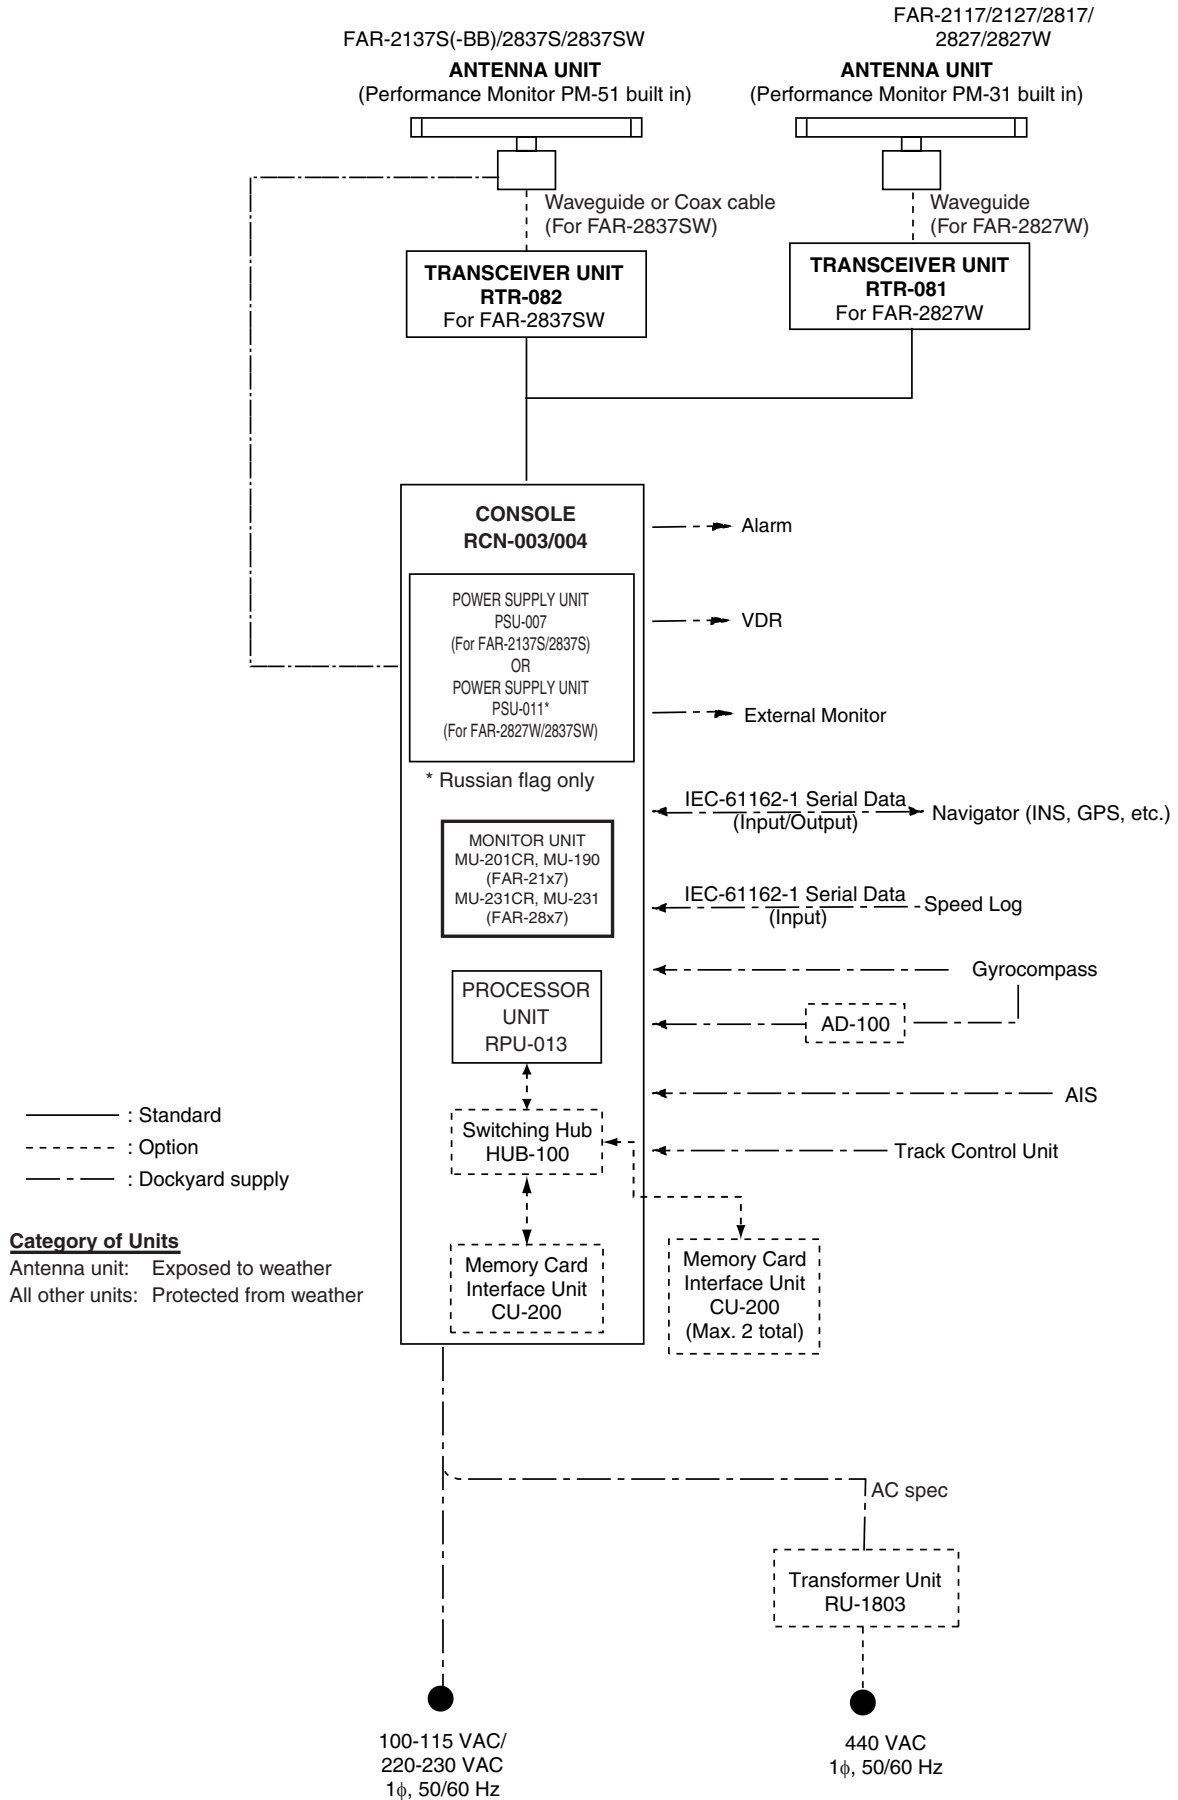 FAR-2137S(-BB)/2837S/2837SW
ANTENNA UNIT
(Performance Monitor PM-51 built in)
FAR-2117/2127/2817/
2827/2827W
ANTENNA UNIT
(Performance Monitor PM-31 built in)
Waveguide or Coax cable
(For FAR-2837SW)
Waveguide
(For FAR-2827W)
TRANSCEIVER UNIT
RTR-082
For FAR-2837SW
TRANSCEIVER UNIT
RTR-081
For FAR-2827W
CONSOLE
RCN-003/004
POWER SUPPLY UNIT
PSU-007
(For FAR-2137S/2837S)
OR
POWER SUPPLY UNIT
PSU-011*
(For FAR-2827W/2837SW)
* Russian flag only
MONITOR UNIT
MU-201CR, MU-190
(FAR-21x7)
MU-231CR, MU-231
(FAR-28x7)
PROCESSOR
UNIT
RPU-013
Switching Hub
HUB-100
Memory Card
Interface Unit
CU-200
Memory Card
Interface Unit
CU-200
(Max. 2 total)
Alarm
VDR
External Monitor
IEC-61162-1 Serial Data
(Input/Output)
Navigator (INS, GPS, etc.)
IEC-61162-1 Serial Data
(Input)
Speed Log
Gyrocompass
AD-100
AIS
Track Control Unit
: Standard
: Option
: Dockyard supply
Category of Units
Antenna unit: Exposed to weather
All other units: Protected from weather
AC spec
Transformer Unit
RU-1803
100-115 VAC/
220-230 VAC
1ϕ, 50/60 Hz
440 VAC
1ϕ, 50/60 Hz